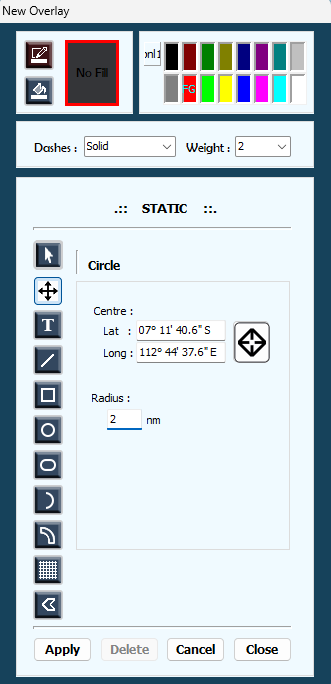 New Overlay
No Fill
onl1
FG
Dashes : Solid Weight : 2
.:: STATIC ::.
Circle
T
Centre :
Lat : 07° 11' 40.6" S
Long : 112° 44' 37.6" E
Radius :
2 nm
Apply Delete Cancel Close